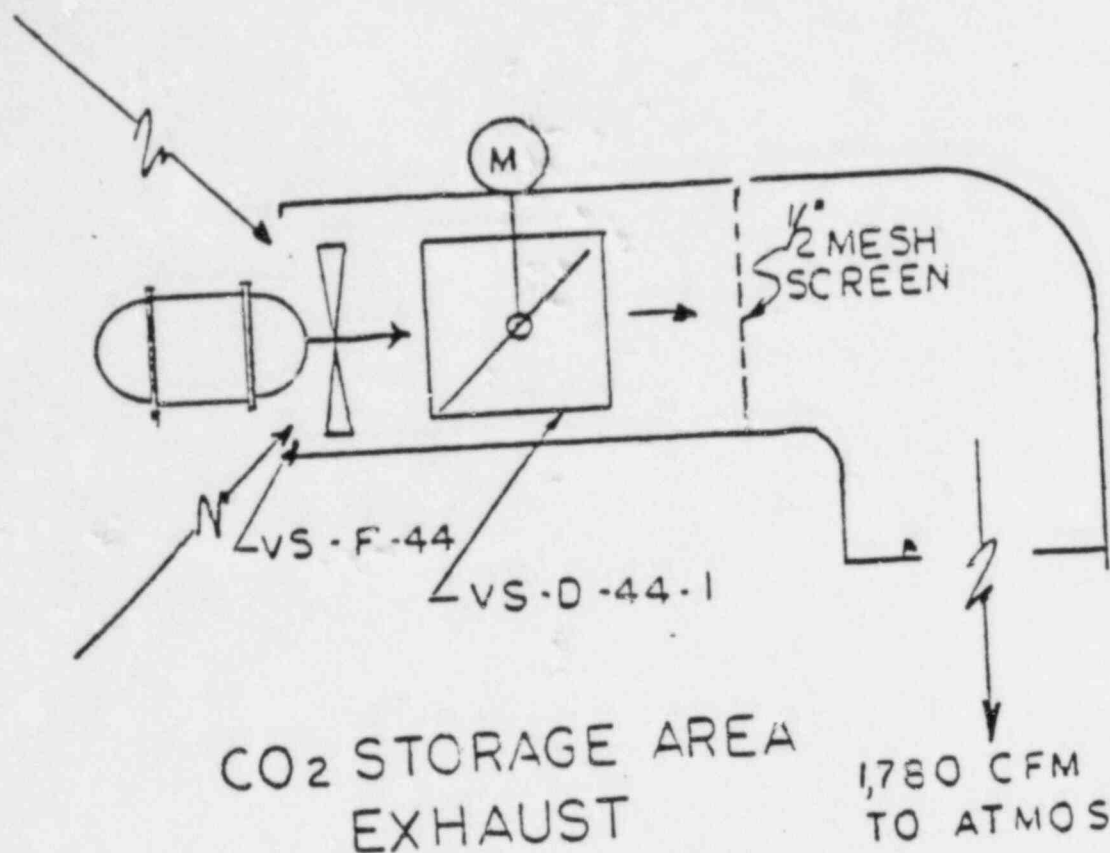 M
1/2" MESH
SCREEN
VS-F-44
VS-D-44-1
CO2 STORAGE AREA
EXHAUST
1,780 CFM
TO ATMOS